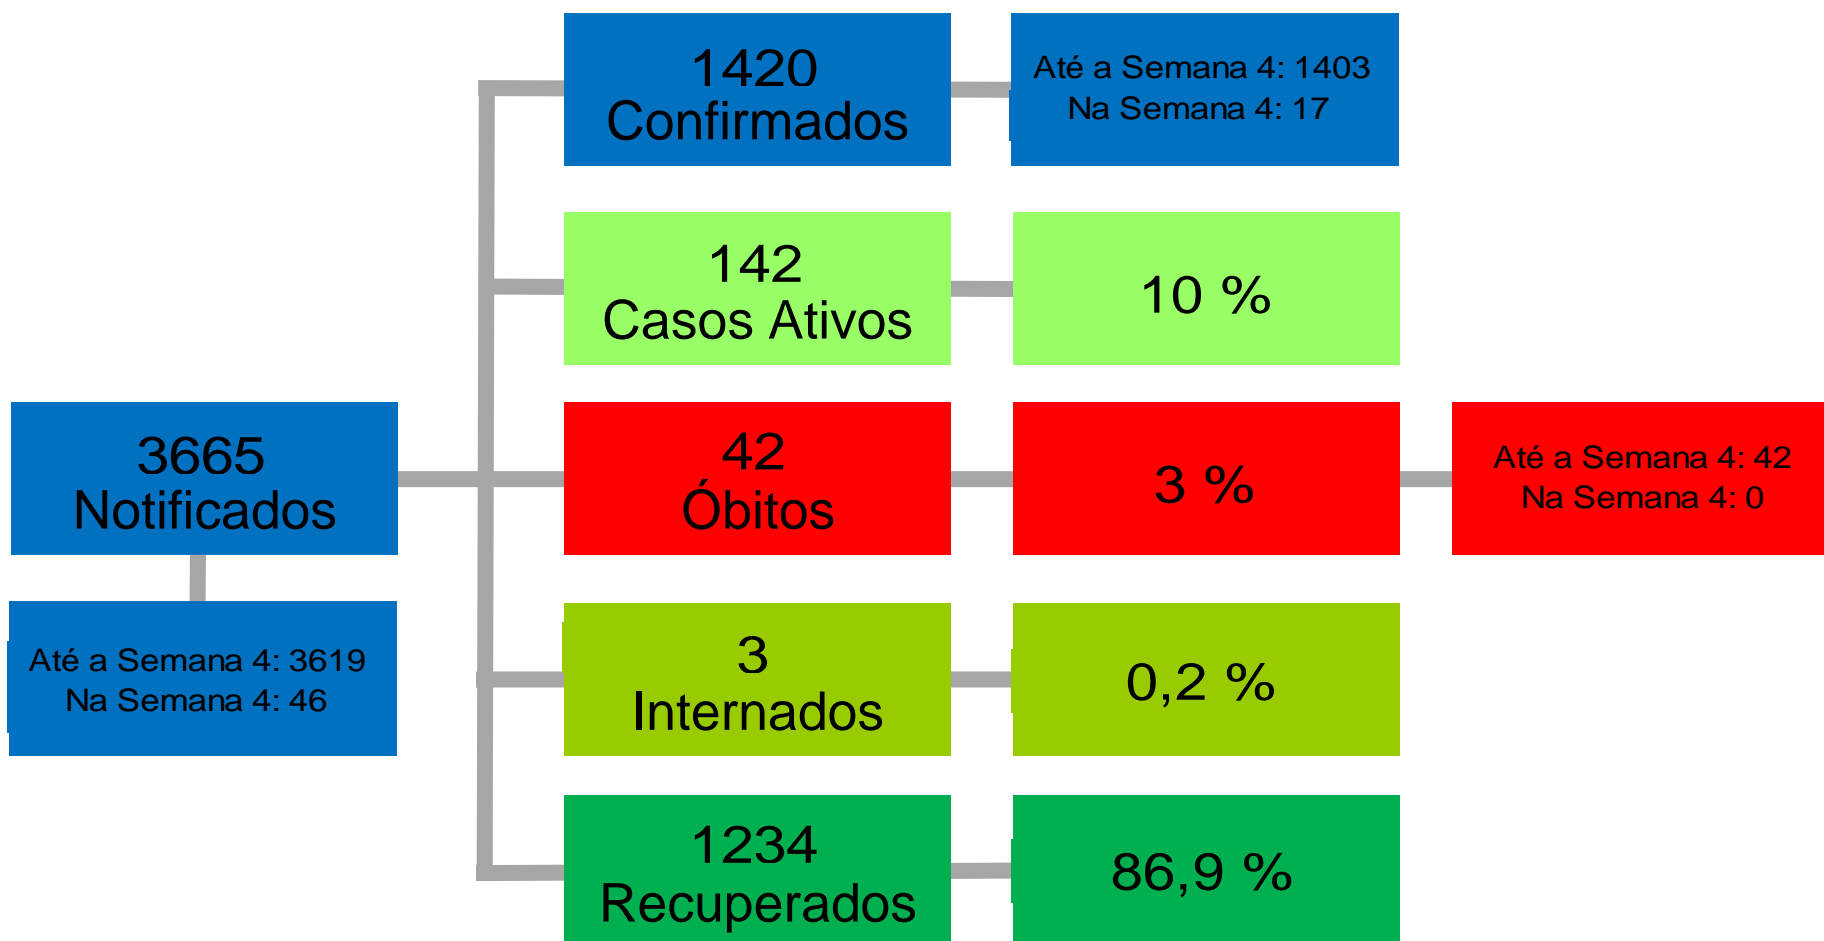 1420
Confirmados
Até a Semana 4: 1403
Na Semana 4: 17
142
Casos Ativos
10 %
3665
Notificados
Até a Semana 4: 3619
Na Semana 4: 46
42
Óbitos
3 %
Até a Semana 4: 42
Na Semana 4: 0
3
Internados
0,2 %
1234
Recuperados
86,9 %